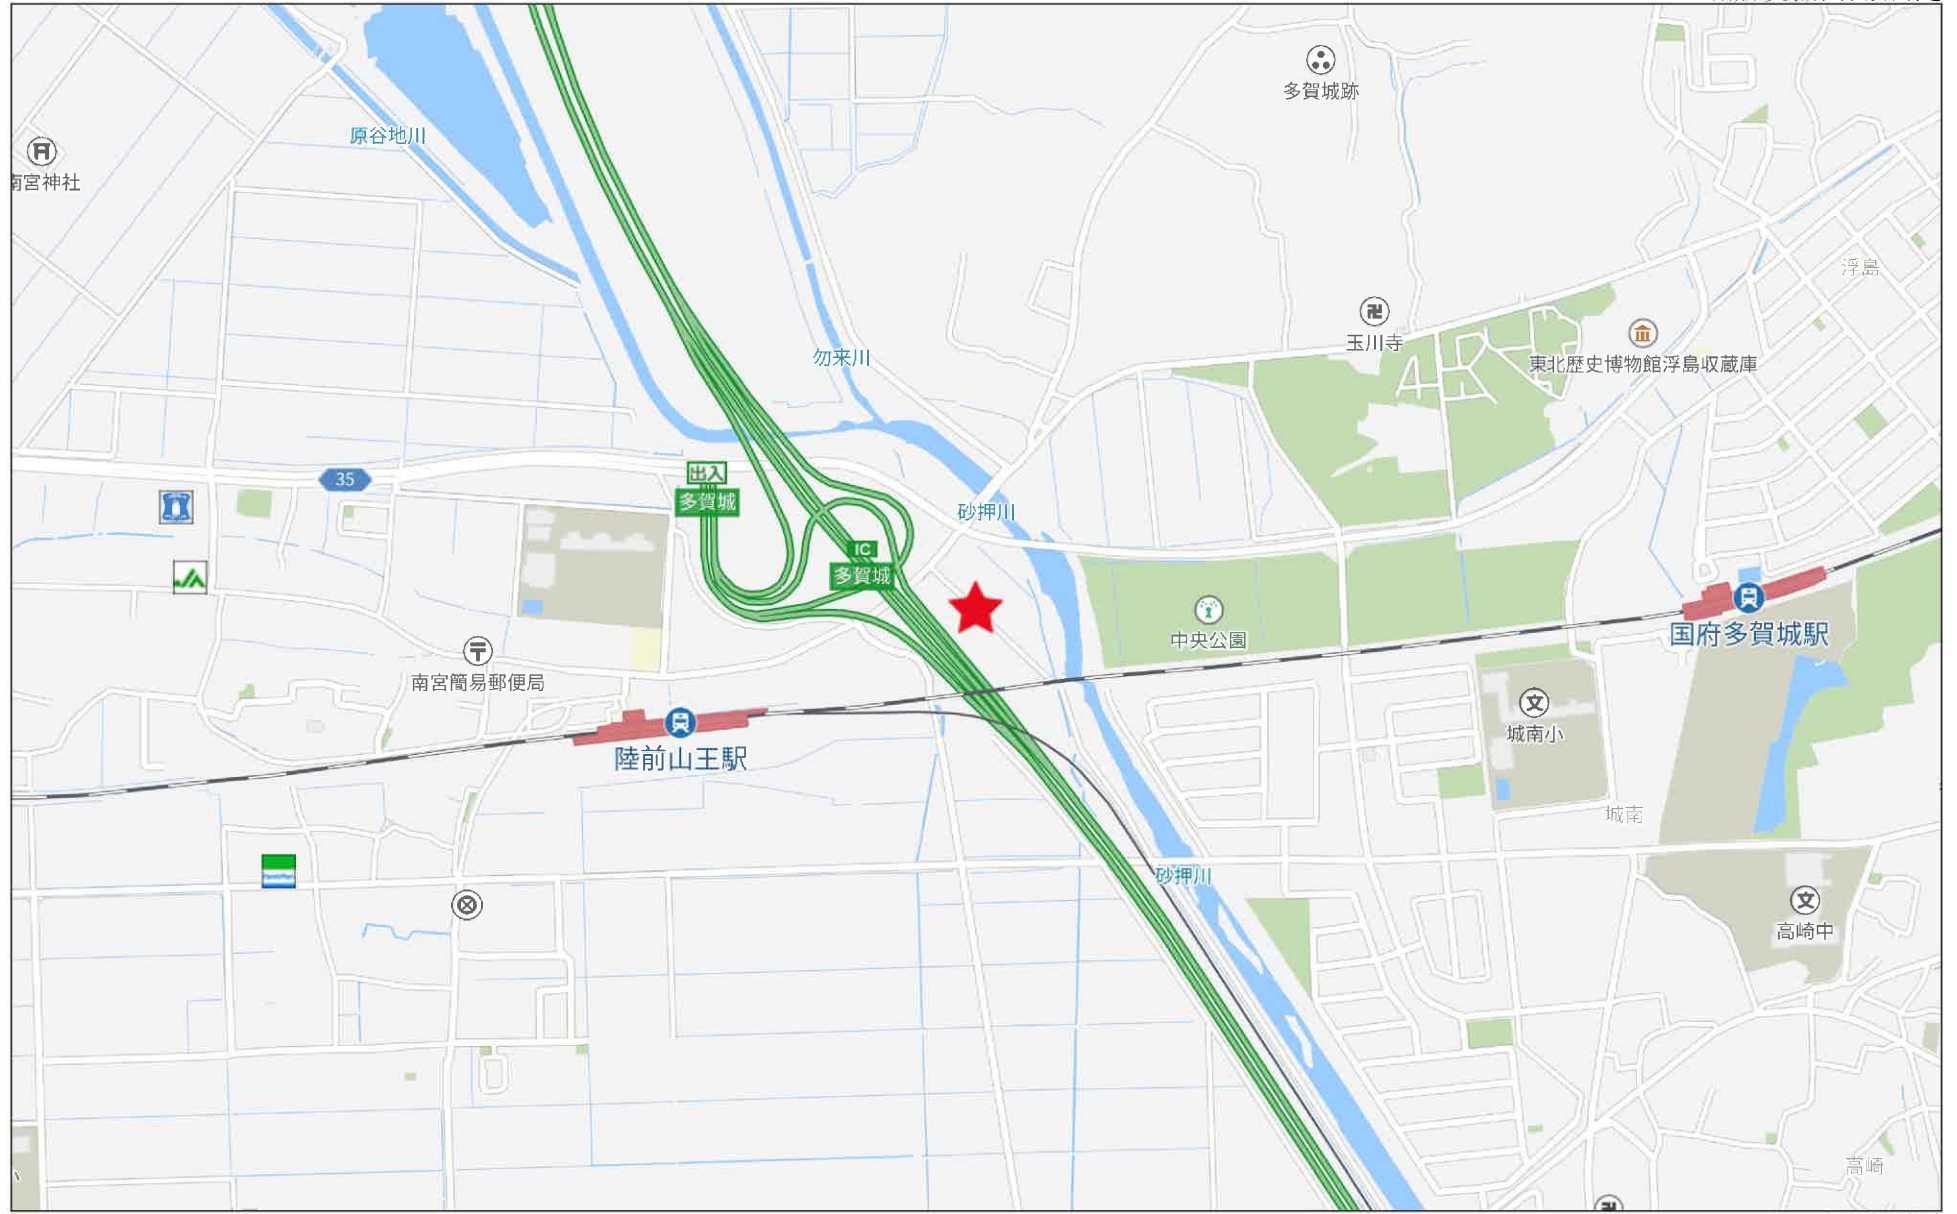 多賀城跡
原谷地川
南宮神社
浮島
玉川寺
勿来川
東北歴史博物館浮島収蔵庫
出入
35
多賀城
砂押川
IC
多賀城
中央公園
国府多賀城駅
南宮簡易郵便局
文
城南小
陸前山王駅
城南
砂押川
FamilyMart
文
高崎中
高崎